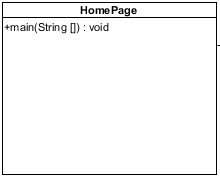 HomePage
+main(String []) : void